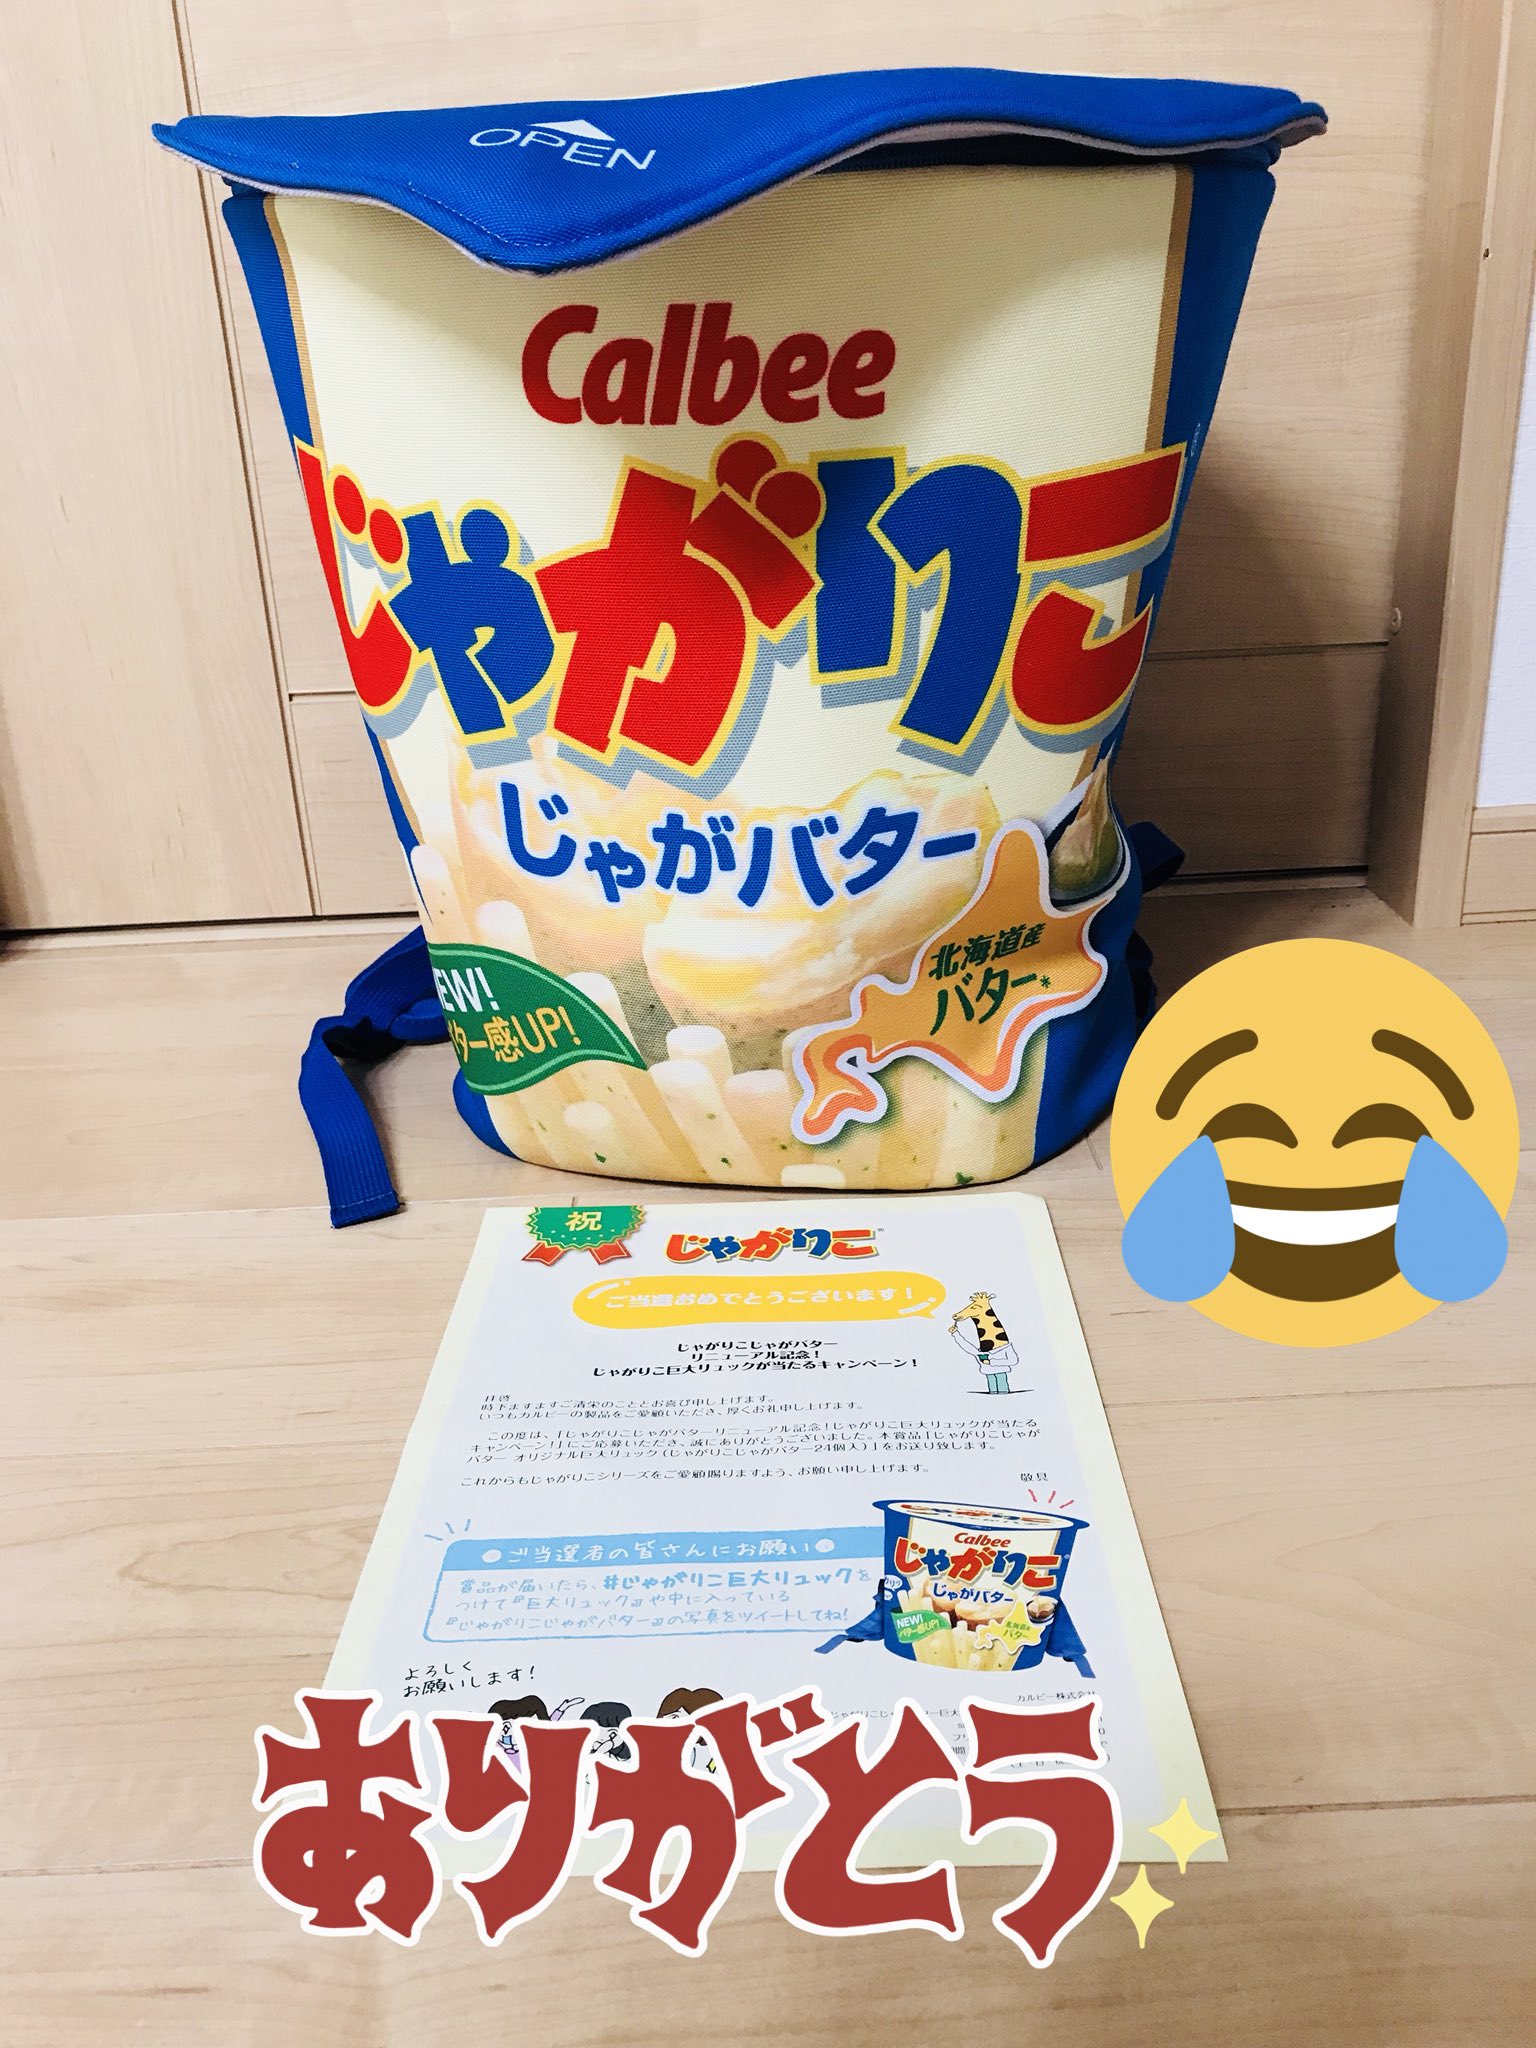 OPEN
Calbee
じゃがりこ
じゃがバター
北海道産
バター*
EW!
ター感UP!
祝
じゃがりこ
ご当選おめでとうございます！
じゃがりこじゃがバター
リニューアル記念！
じゃがりこ巨大リュックが当たるキャンペーン！
拝啓
時下ますますご清栄のこととお喜び申し上げます。
いつもカルビーの製品をご愛顧いただき、厚くお礼申し上げます。
この度は、「じゃがりこじゃがバターリニューアル記念！じゃがりこ巨大リュックが当たる
キャンペーン！」にご応募いただき、誠にありがとうございました。本賞品「じゃがりこじゃが
バター オリジナル巨大リュック（じゃがりこじゃがバター24個入）」をお送り致します。
これからもじゃがりこシリーズをご愛顧賜りますよう、お願い申し上げます。
敬具
ご当選者の皆さんにお願い
賞品が届いたら、#じゃがりこ巨大リュックを
つけて『巨大リュック』や中に入っている
『じゃがりこじゃがバター』の写真をツイートしてね!
Calbee
じゃがりこ
じゃがバター
NEW!
バター感UP!
北海道産
バター
よろしく
お願いします!
カルビー株式会社
ありがとう